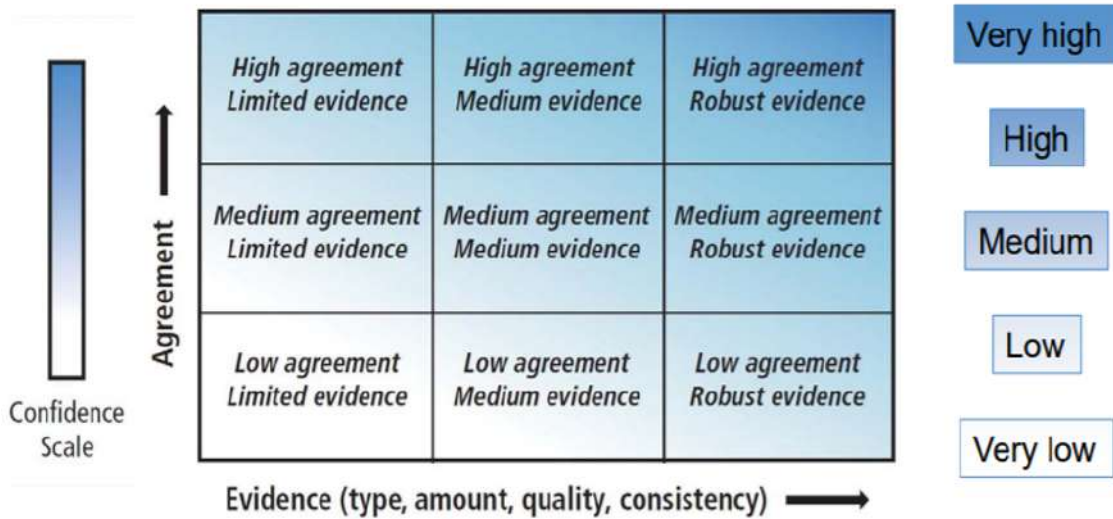 High agreement
Limited evidence
High agreement
Medium evidence
High agreement
Robust evidence
Medium agreement
Limited evidence
Medium agreement
Medium evidence
Medium agreement
Robust evidence
Low agreement
Limited evidence
Low agreement
Medium evidence
Low agreement
Robust evidence
Agreement
Evidence (type, amount, quality, consistency)
Confidence
Scale
Very high
High
Medium
Low
Very low